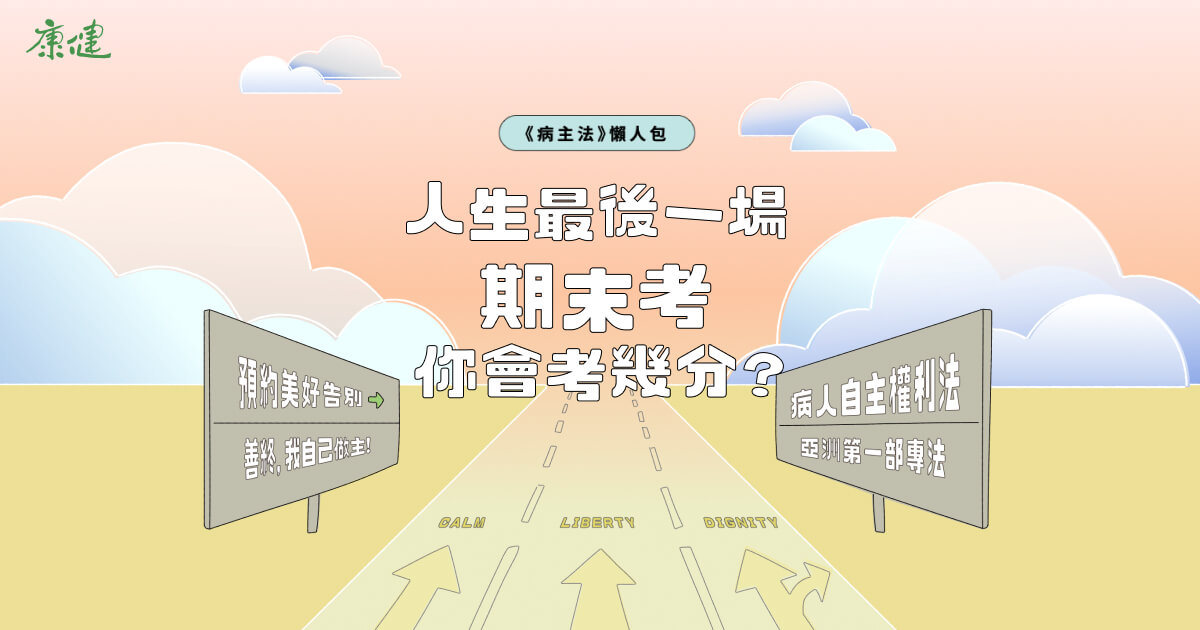 康健
《病主法》懶人包
人生最後一場
期末考
你會考幾分?
預約美好告別→
善終,我自己做主!
病人自主權利法
亞洲第一部專法
CALM
LIBERTY
DIGNITY